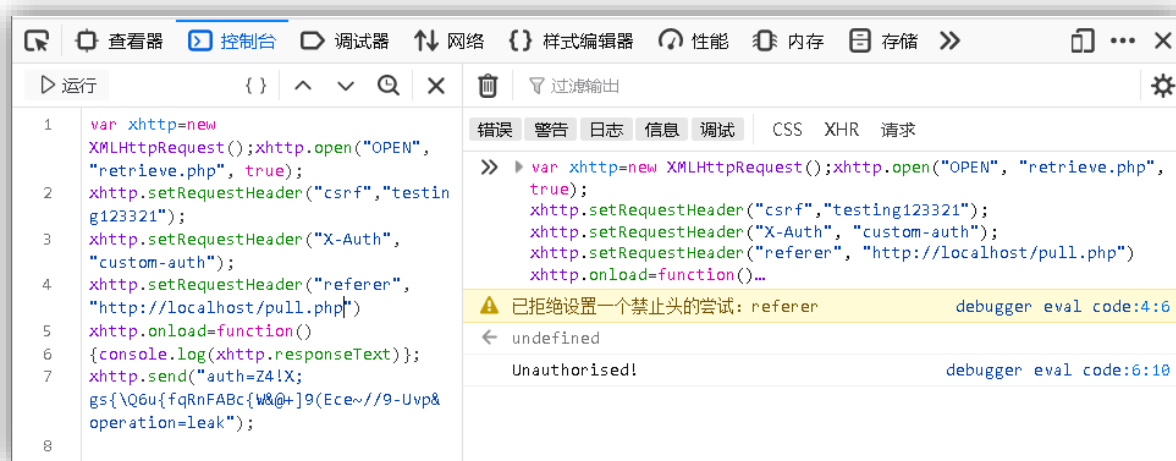 查看器 控制台 调试器 网络 {} 样式编辑器 性能 内存 存储
运行 {} 过滤输出
错误 警告 日志 信息 调试 CSS XHR 请求
1 var xhttp=new
XMLHttpRequest();xhttp.open("OPEN",
"retrieve.php", true);
2 xhttp.setRequestHeader("csrf","testin
g123321");
3 xhttp.setRequestHeader("X-Auth",
"custom-auth");
4 xhttp.setRequestHeader("referer",
"http://localhost/pull.php")
5 xhttp.onload=function()
6 {console.log(xhttp.responseText)};
7 xhttp.send("auth=Z4!X;
gs{\Q6u{fqRnFABc{W&@+]9(Ece~//9-Uvp&
operation=leak");
8
var xhttp=new XMLHttpRequest();xhttp.open("OPEN", "retrieve.php",
true);
xhttp.setRequestHeader("csrf","testing123321");
xhttp.setRequestHeader("X-Auth", "custom-auth");
xhttp.setRequestHeader("referer", "http://localhost/pull.php")
xhttp.onload=function()…
已拒绝设置一个禁止头的尝试：referer debugger eval code:4:6
undefined
Unauthorised! debugger eval code:6:10